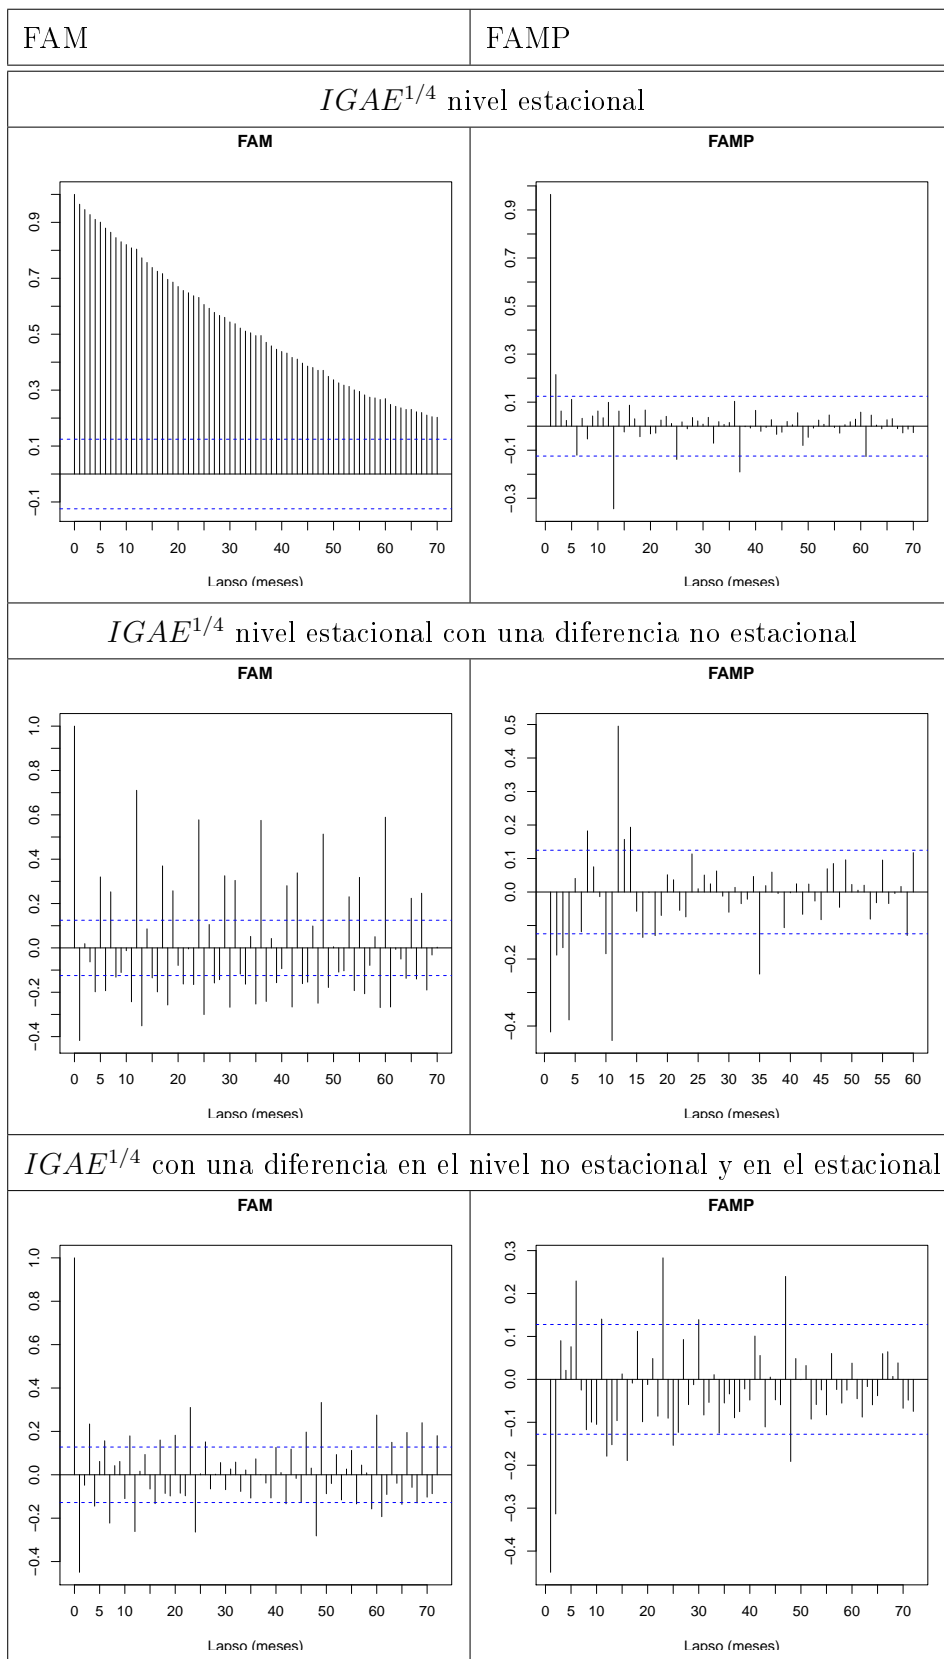 FAM FAMP
IGAE^{1/4} nivel estacional
FAM FAMP
0.9 0.7 0.5 0.3 0.1 −0.1
0 5 10 20 30 40 50 60 70
Lapso (meses)
0.9 0.7 0.5 0.3 0.1 −0.1 −0.3
0 5 10 20 30 40 50 60 70
Lapso (meses)
IGAE^{1/4} nivel estacional con una diferencia no estacional
FAM FAMP
1.0 0.8 0.6 0.4 0.2 0.0 −0.2 −0.4
0 5 10 20 30 40 50 60 70
Lapso (meses)
0.5 0.4 0.3 0.2 0.1 0.0 −0.2 −0.4
0 5 10 15 20 25 30 35 40 45 50 55 60
Lapso (meses)
IGAE^{1/4} con una diferencia en el nivel no estacional y en el estacional
FAM FAMP
1.0 0.8 0.6 0.4 0.2 0.0 −0.2 −0.4
0 5 10 20 30 40 50 60 70
Lapso (meses)
0.3 0.2 0.1 0.0 −0.1 −0.2 −0.3 −0.4
0 5 10 20 30 40 50 60 70
Lapso (meses)